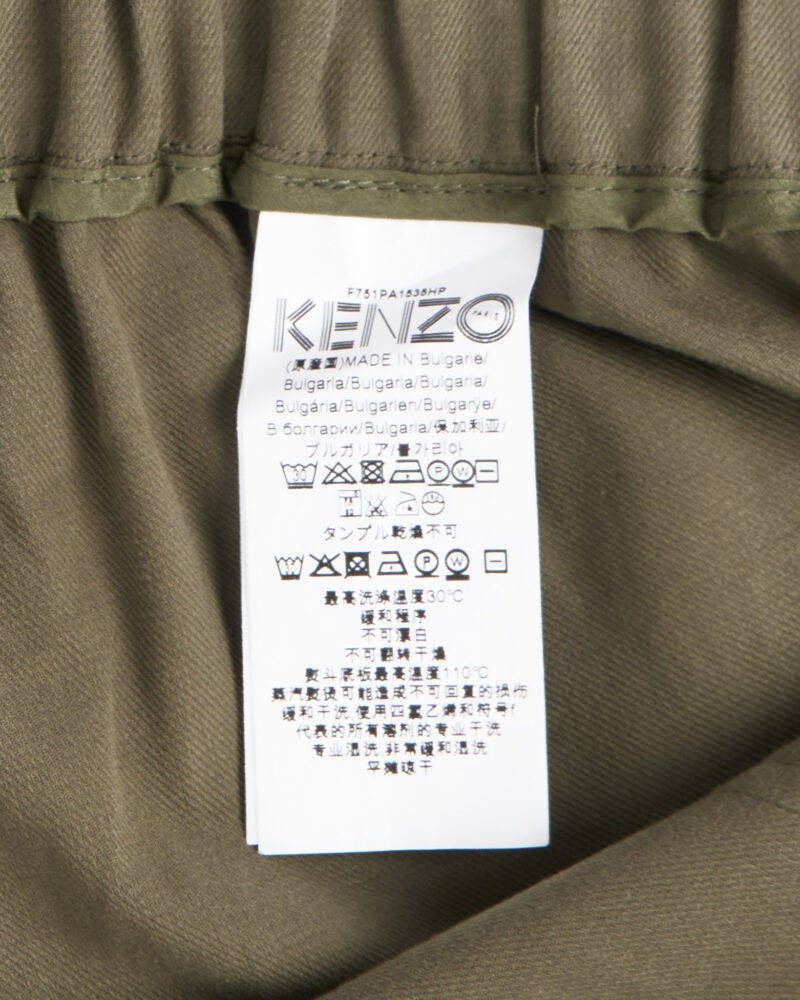 F751PA1535HP
KENZO
PARIS
(原産国)MADE IN Bulgarie/
Bulgaria/Bulgaria/Bulgaria/
Bulgária/Bulgarien/Bulgarye/
В болгарии/Bulgaria/保加利亚/
ブルガリア/불가리아
30 P W
タンブル乾燥不可
P W
最高洗涤温度30°C
缓和程序
不可漂白
不可翻转干燥
熨斗底板最高温度110°C
蒸汽熨烫可能造成不可回复的损伤
缓和干洗 使用四氯乙烯和符号f
代表的所有溶剂的专业干洗
专业湿洗 非常缓和湿洗
平摊晾干